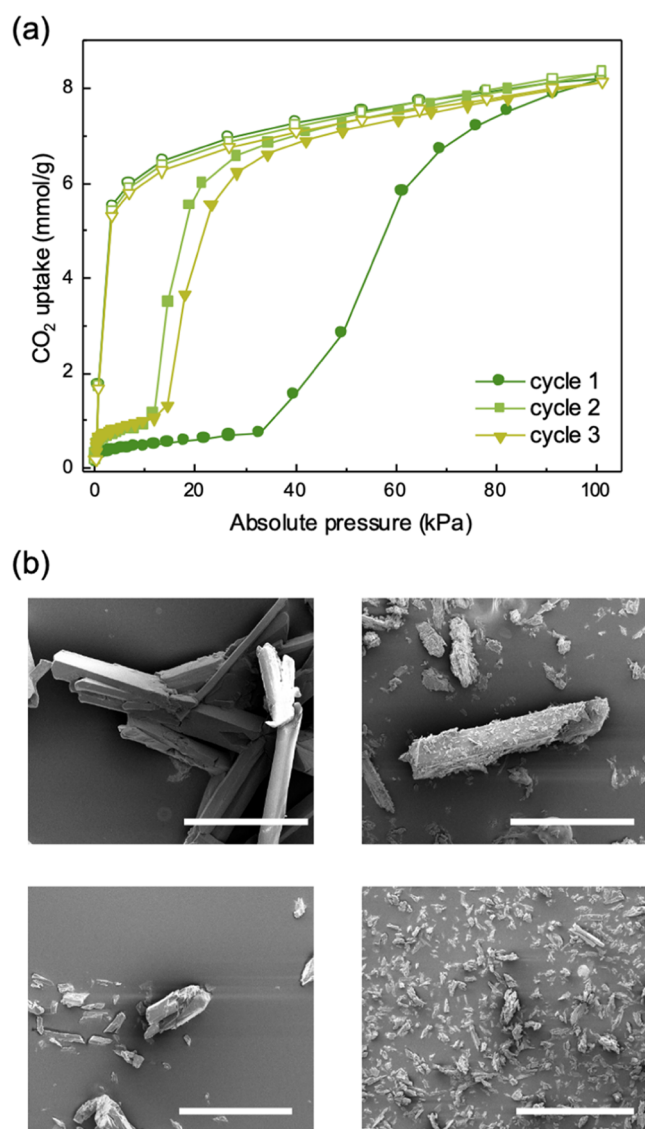 (a)
CO₂ uptake (mmol/g)
8
6
4
2
0
0 20 40 60 80 100
Absolute pressure (kPa)
cycle 1
cycle 2
cycle 3
(b)